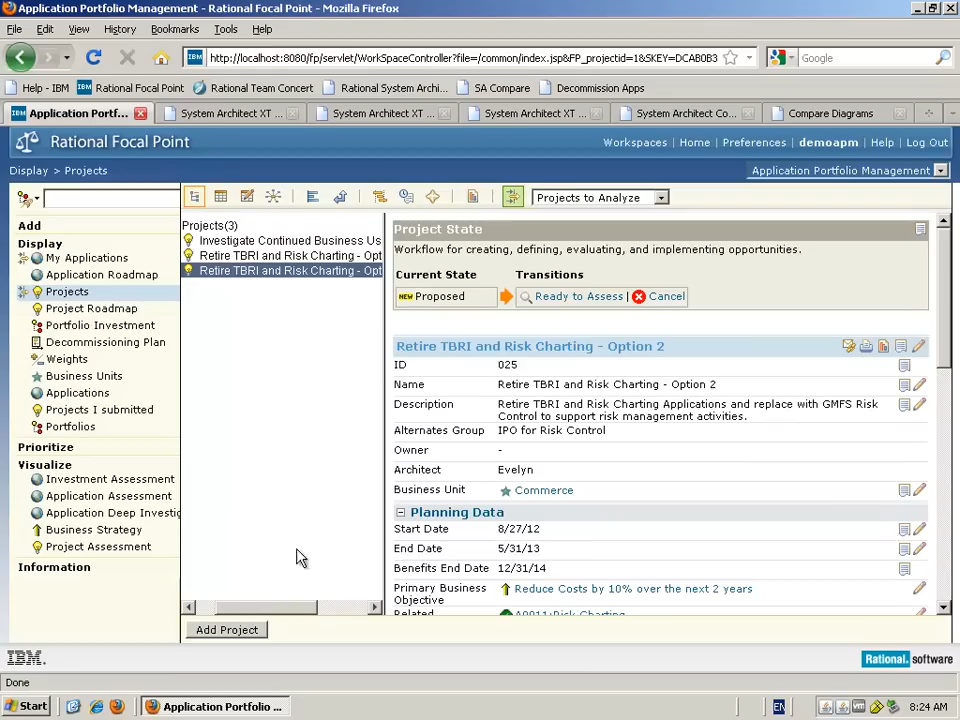 Application Portfolio Management - Rational Focal Point - Mozilla Firefox
File Edit View History Bookmarks Tools Help
IBM http://localhost:8080/fp/servlet/WorkSpaceController?file=/common/index.jsp&FP_projectid=1&SKEY=DCAB0B3
Google
Help - IBM
IBM Rational Focal Point
Rational Team Concert
Rational System Archi...
SA Compare
Decommission Apps
IBM Application Portf...
System Architect XT ...
System Architect XT ...
System Architect XT ...
System Architect Co...
Compare Diagrams
Rational Focal Point
Workspaces | Home | Preferences | demoapm | Help | Log Out
Display > Projects
Application Portfolio Management
Projects to Analyze
Add
Display
My Applications
Application Roadmap
Projects
Project Roadmap
Portfolio Investment
Decommissioning Plan
Weights
Business Units
Applications
Projects I submitted
Portfolios
Prioritize
Visualize
Investment Assessment
Application Assessment
Application Deep Investig
Business Strategy
Project Assessment
Information
Projects(3)
Investigate Continued Business Us
Retire TBRI and Risk Charting - Opt
Retire TBRI and Risk Charting - Opt
Add Project
Project State
Workflow for creating, defining, evaluating, and implementing opportunities.
Current State Transitions
NEW Proposed Ready to Assess | Cancel
Retire TBRI and Risk Charting - Option 2
ID 025
Name Retire TBRI and Risk Charting - Option 2
Description Retire TBRI and Risk Charting Applications and replace with GMFS Risk
Control to support risk management activities.
Alternates Group IPO for Risk Control
Owner -
Architect Evelyn
Business Unit Commerce
Planning Data
Start Date 8/27/12
End Date 5/31/13
Benefits End Date 12/31/14
Primary Business Reduce Costs by 10% over the next 2 years
Objective
Related A0011:Risk Charting
IBM.
Rational. software
Done
Start
Application Portfolio ...
EN
8:24 AM